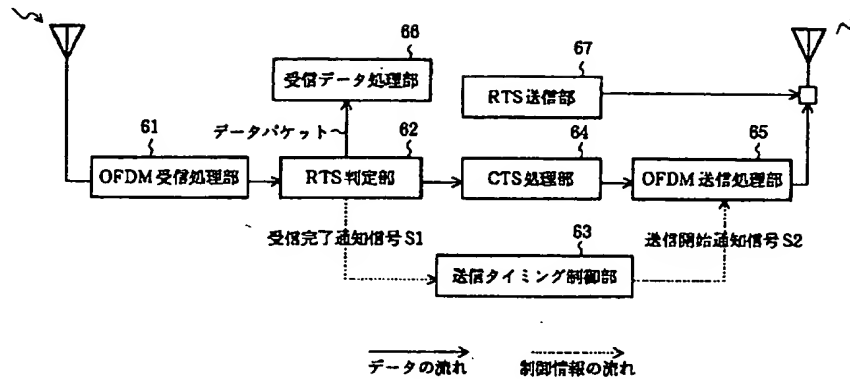 66
受信データ処理部
67
RTS送信部
データパケット
61
OFDM受信処理部
62
RTS判定部
64
CTS処理部
65
OFDM送信処理部
受信完了通知信号S1
63
送信タイミング制御部
送信開始通知信号S2
データの流れ
制御情報の流れ